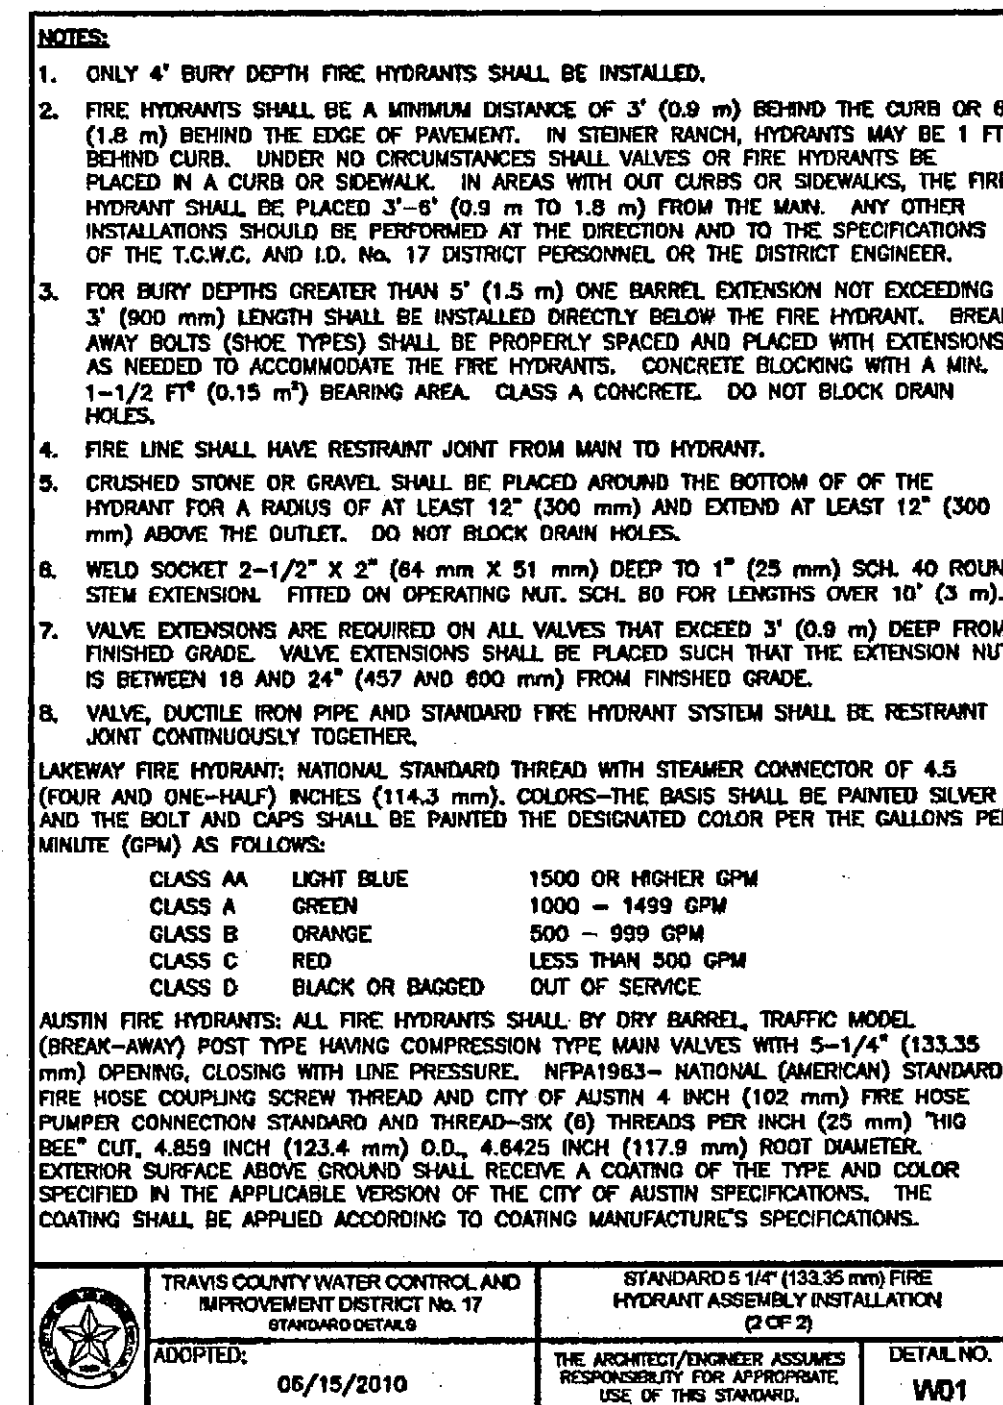 NOTES:
1. ONLY 4' BURY DEPTH FIRE HYDRANTS SHALL BE INSTALLED.
2. FIRE HYDRANTS SHALL BE A MINIMUM DISTANCE OF 3' (0.9 m) BEHIND THE CURB OR 6
(1.8 m) BEHIND THE EDGE OF PAVEMENT. IN STEINER RANCH, HYDRANTS MAY BE 1 FT
BEHIND CURB. UNDER NO CIRCUMSTANCES SHALL VALVES OR FIRE HYDRANTS BE
PLACED IN A CURB OR SIDEWALK. IN AREAS WITH OUT CURBS OR SIDEWALKS, THE FIRE
HYDRANT SHALL BE PLACED 3'-6' (0.9 m TO 1.8 m) FROM THE MAIN. ANY OTHER
INSTALLATIONS SHOULD BE PERFORMED AT THE DIRECTION AND TO THE SPECIFICATIONS
OF THE T.C.W.C. AND I.D. No. 17 DISTRICT PERSONNEL OR THE DISTRICT ENGINEER.
3. FOR BURY DEPTHS GREATER THAN 5' (1.5 m) ONE BARREL EXTENSION NOT EXCEEDING
3' (900 mm) LENGTH SHALL BE INSTALLED DIRECTLY BELOW THE FIRE HYDRANT. BREAK
AWAY BOLTS (SHOE TYPES) SHALL BE PROPERLY SPACED AND PLACED WITH EXTENSIONS
AS NEEDED TO ACCOMMODATE THE FIRE HYDRANTS. CONCRETE BLOCKING WITH A MIN.
1-1/2 FT² (0.15 m²) BEARING AREA. CLASS A CONCRETE. DO NOT BLOCK DRAIN
HOLES.
4. FIRE LINE SHALL HAVE RESTRAINT JOINT FROM MAIN TO HYDRANT.
5. CRUSHED STONE OR GRAVEL SHALL BE PLACED AROUND THE BOTTOM OF OF THE
HYDRANT FOR A RADIUS OF AT LEAST 12" (300 mm) AND EXTEND AT LEAST 12" (300
mm) ABOVE THE OUTLET. DO NOT BLOCK DRAIN HOLES.
6. WELD SOCKET 2-1/2" X 2" (64 mm X 51 mm) DEEP TO 1" (25 mm) SCH. 40 ROUN
STEM EXTENSION. FITTED ON OPERATING NUT. SCH. 80 FOR LENGTHS OVER 10' (3 m).
7. VALVE EXTENSIONS ARE REQUIRED ON ALL VALVES THAT EXCEED 3' (0.9 m) DEEP FROM
FINISHED GRADE. VALVE EXTENSIONS SHALL BE PLACED SUCH THAT THE EXTENSION NUT
IS BETWEEN 18 AND 24" (457 AND 600 mm) FROM FINISHED GRADE.
8. VALVE, DUCTILE IRON PIPE AND STANDARD FIRE HYDRANT SYSTEM SHALL BE RESTRAINT
JOINT CONTINUOUSLY TOGETHER.
LAKEWAY FIRE HYDRANT: NATIONAL STANDARD THREAD WITH STEAMER CONNECTOR OF 4.5
(FOUR AND ONE-HALF) INCHES (114.3 mm). COLORS-THE BASIS SHALL BE PAINTED SILVER
AND THE BOLT AND CAPS SHALL BE PAINTED THE DESIGNATED COLOR PER THE GALLONS PER
MINUTE (GPM) AS FOLLOWS:
CLASS AA LIGHT BLUE 1500 OR HIGHER GPM
CLASS A GREEN 1000 - 1499 GPM
CLASS B ORANGE 500 - 999 GPM
CLASS C RED LESS THAN 500 GPM
CLASS D BLACK OR BAGGED OUT OF SERVICE
AUSTIN FIRE HYDRANTS: ALL FIRE HYDRANTS SHALL BY DRY BARREL, TRAFFIC MODEL
(BREAK-AWAY) POST TYPE HAVING COMPRESSION TYPE MAIN VALVES WITH 5-1/4" (133.35
mm) OPENING, CLOSING WITH LINE PRESSURE. NFPA1963- NATIONAL (AMERICAN) STANDARD
FIRE HOSE COUPLING SCREW THREAD AND CITY OF AUSTIN 4 INCH (102 mm) FIRE HOSE
PUMPER CONNECTION STANDARD AND THREAD-SIX (6) THREADS PER INCH (25 mm) "HIG
BEE" CUT, 4.859 INCH (123.4 mm) O.D., 4.6425 INCH (117.9 mm) ROOT DIAMETER.
EXTERIOR SURFACE ABOVE GROUND SHALL RECEIVE A COATING OF THE TYPE AND COLOR
SPECIFIED IN THE APPLICABLE VERSION OF THE CITY OF AUSTIN SPECIFICATIONS. THE
COATING SHALL BE APPLIED ACCORDING TO COATING MANUFACTURE'S SPECIFICATIONS.
TRAVIS COUNTY WATER CONTROL AND
IMPROVEMENT DISTRICT No. 17
STANDARD DETAILS
STANDARD 5 1/4" (133.35 mm) FIRE
HYDRANT ASSEMBLY INSTALLATION
(2 OF 2)
ADOPTED:
05/15/2010
THE ARCHITECT/ENGINEER ASSUMES
RESPONSIBILITY FOR APPROPRIATE
USE OF THIS STANDARD.
DETAIL NO.
W01